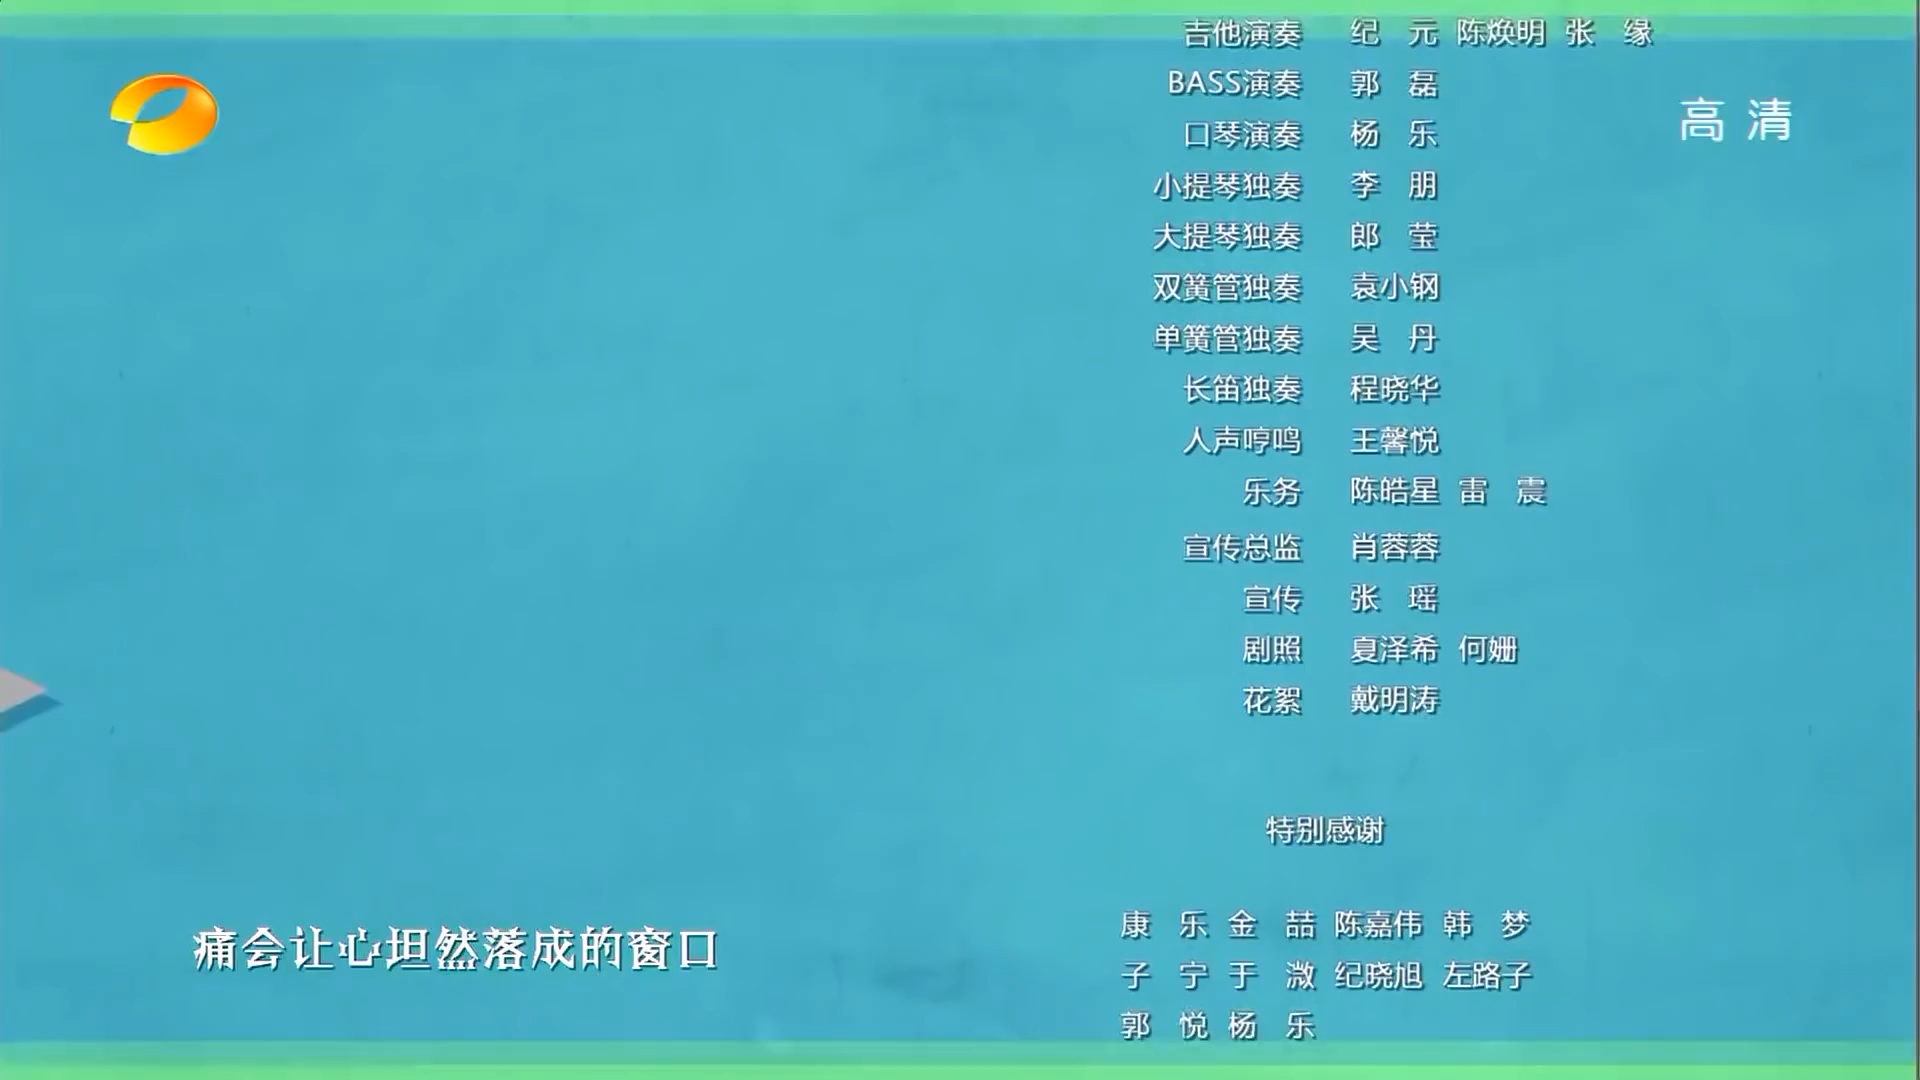 吉他演奏 纪 元 陈焕明 张 缘
BASS演奏 郭 磊
高清
口琴演奏 杨 乐
小提琴独奏 李 朋
大提琴独奏 郎 莹
双簧管独奏 袁小钢
单簧管独奏 吴 丹
长笛独奏 程晓华
人声哼鸣 王馨悦
乐务 陈皓星 雷 震
宣传总监 肖蓉蓉
宣传 张 瑶
剧照 夏泽希 何姗
花絮 戴明涛
特别感谢
康 乐 金 喆 陈嘉伟 韩 梦
子 宁 于 溦 纪晓旭 左路子
郭 悦 杨 乐
痛会让心坦然落成的窗口